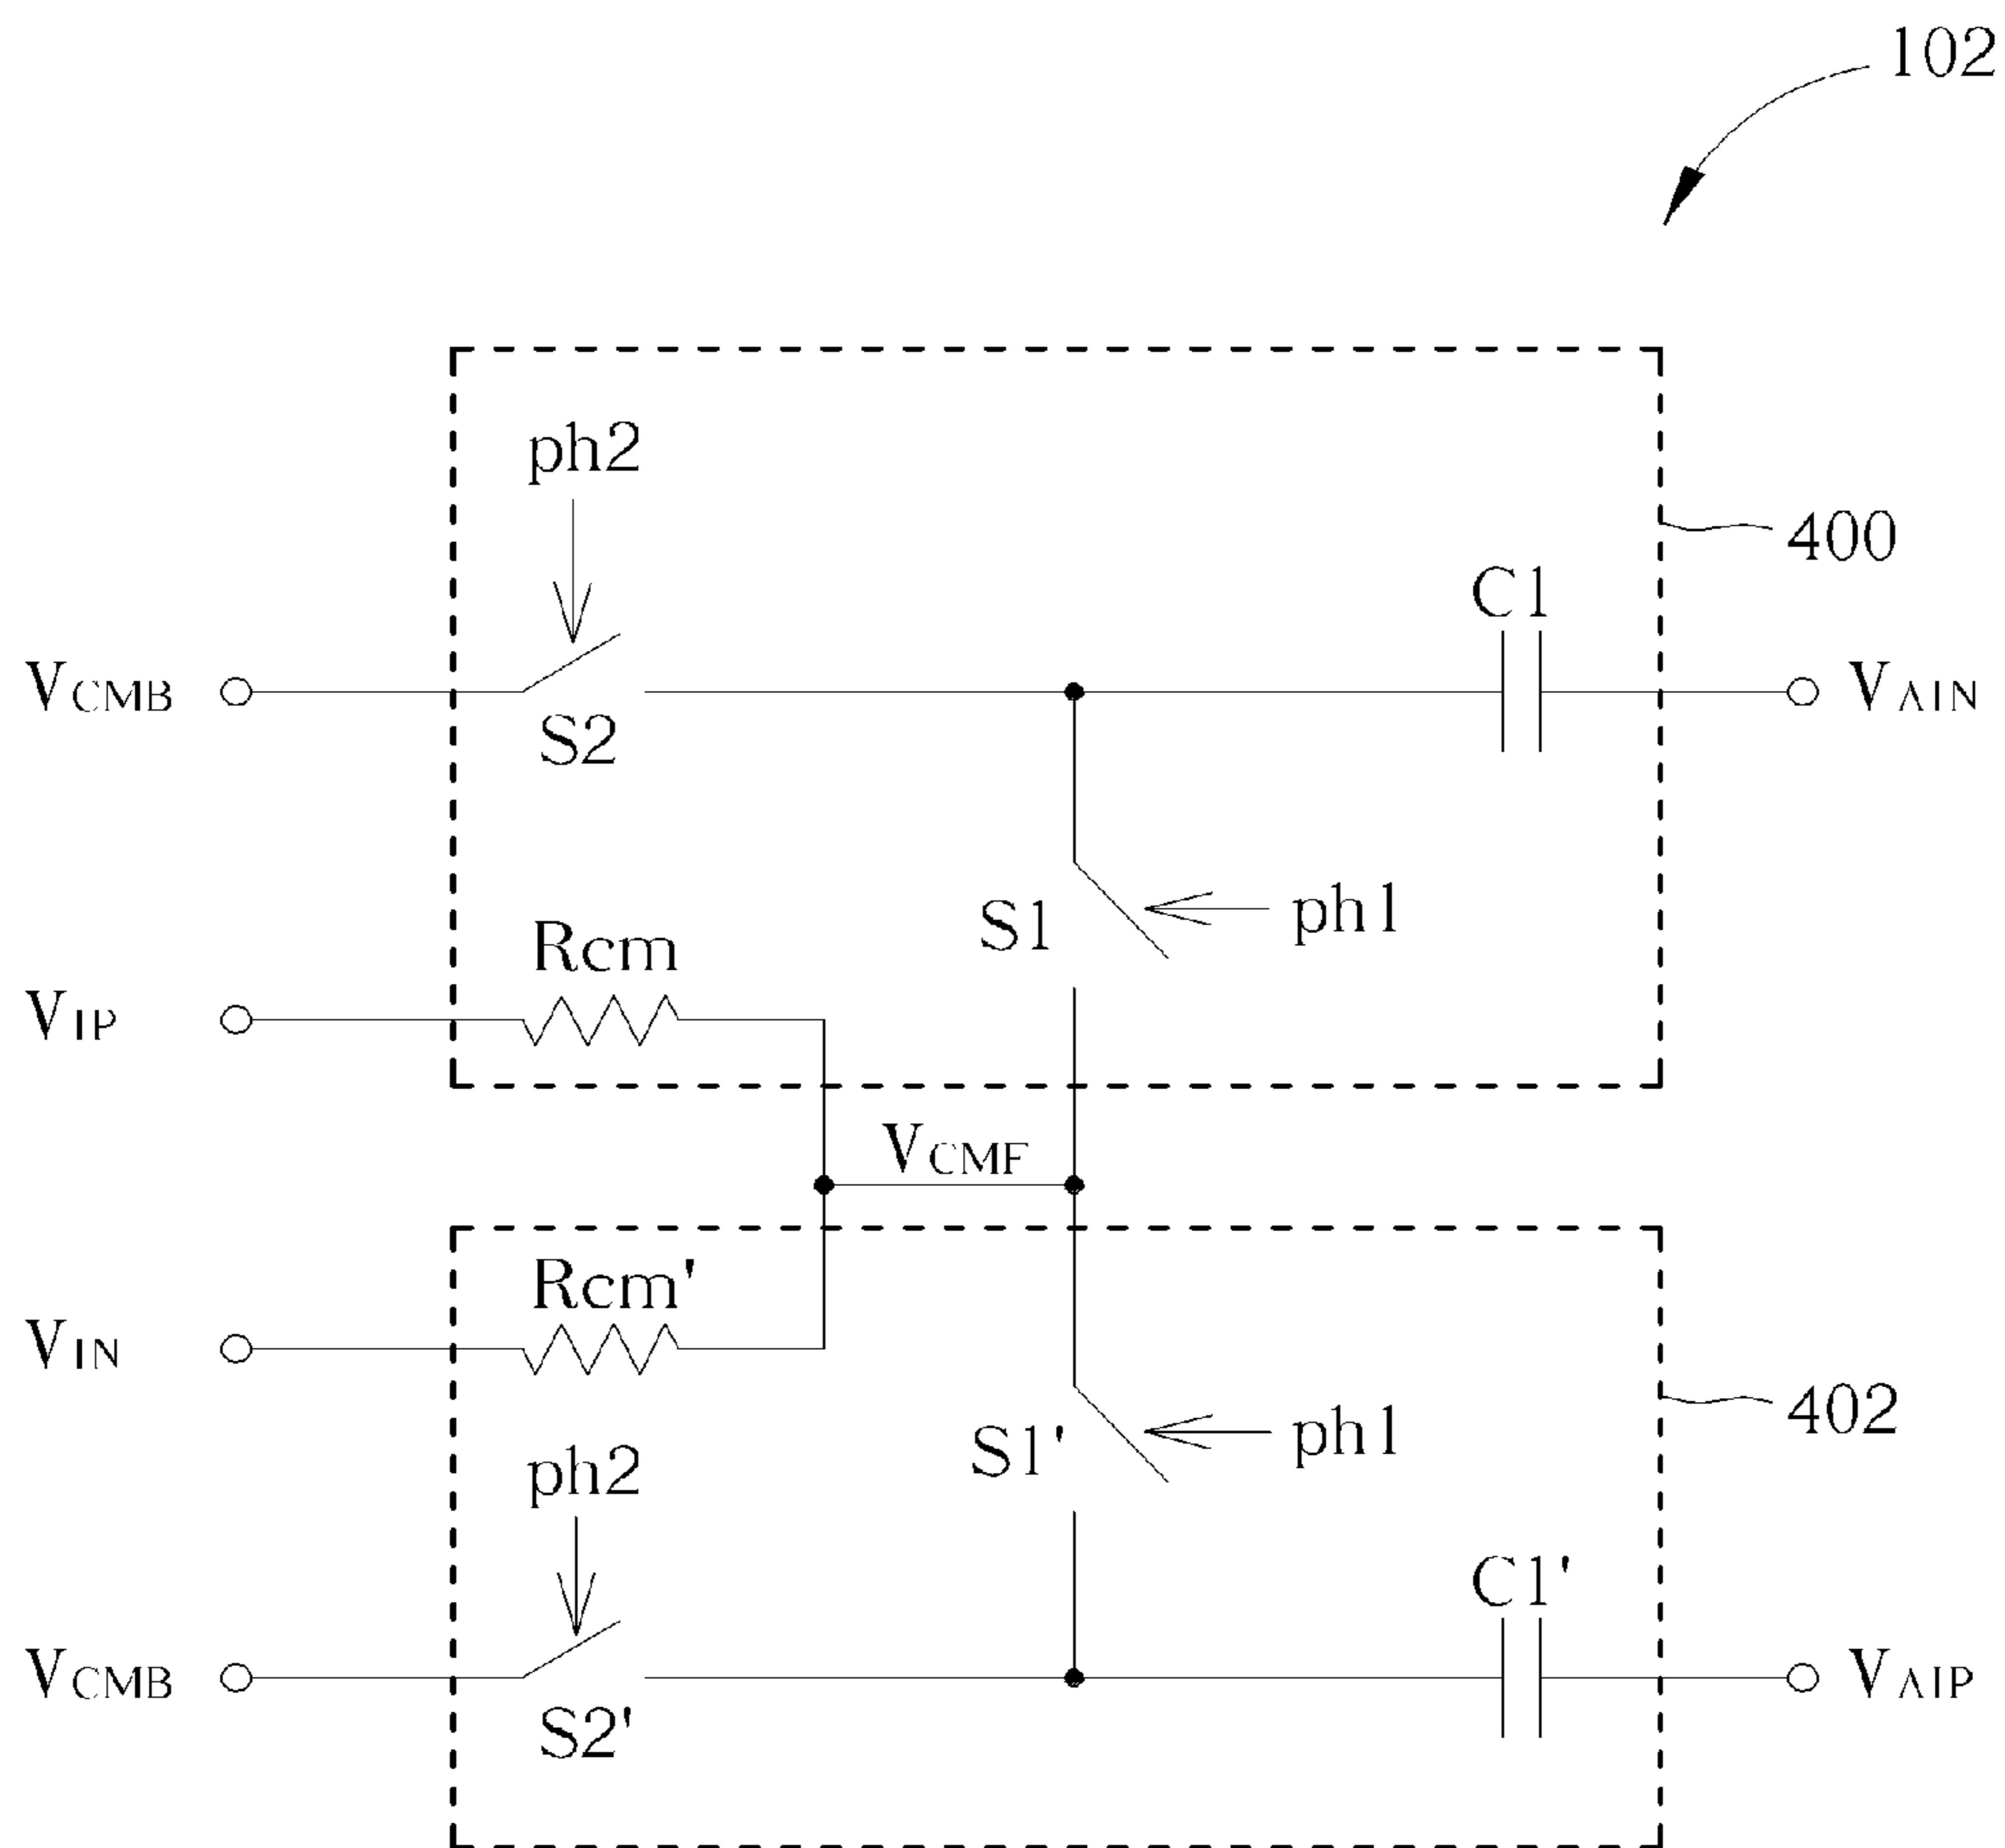 102
ph2
400
C1
VCMB
VAIN
S2
S1
ph1
Rcm
VIP
VCMF
Rcm'
VIN
402
ph2
S1'
ph1
C1'
VCMB
VAIP
S2'